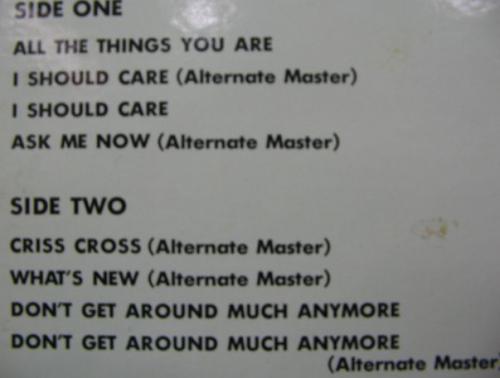 SIDE ONE
ALL THE THINGS YOU ARE
I SHOULD CARE (Alternate Master)
I SHOULD CARE
ASK ME NOW (Alternate Master)
SIDE TWO
CRISS CROSS (Alternate Master)
WHAT'S NEW (Alternate Master)
DON'T GET AROUND MUCH ANYMORE
DON'T GET AROUND MUCH ANYMORE
(Alternate Master)